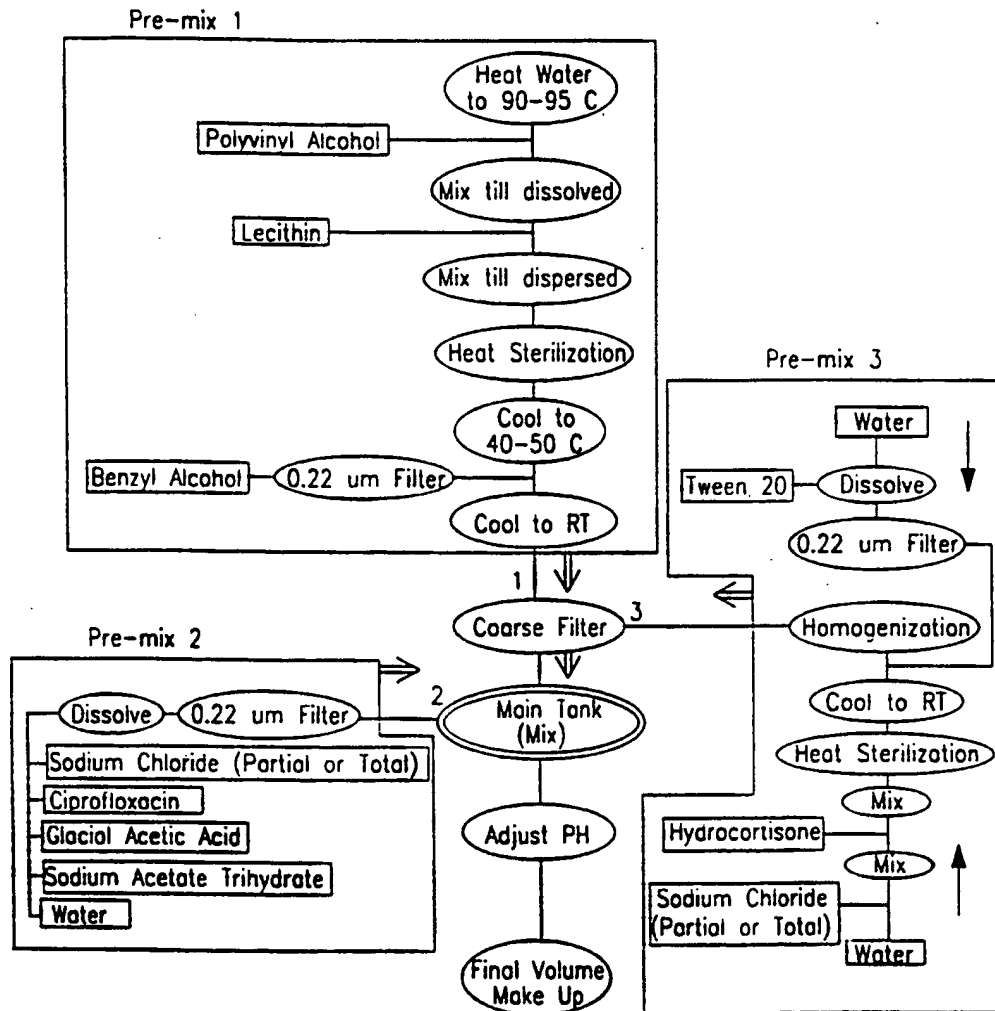 Pre-mix 1
Heat Water
to 90-95 C
Polyvinyl Alcohol
Mix till dissolved
Lecithin
Mix till dispersed
Heat Sterilization
Cool to
40-50 C
Benzyl Alcohol
0.22 um Filter
Cool to RT
1
Coarse Filter
3
Pre-mix 2
Dissolve
0.22 um Filter
2
Sodium Chloride (Partial or Total)
Ciprofloxacin
Glacial Acetic Acid
Sodium Acetate Trihydrate
Water
Main Tank
(Mix)
Adjust PH
Final Volume
Make Up
Pre-mix 3
Water
Tween 20
Dissolve
0.22 um Filter
Homogenization
Cool to RT
Heat Sterilization
Mix
Hydrocortisone
Mix
Sodium Chloride
(Partial or Total)
Water